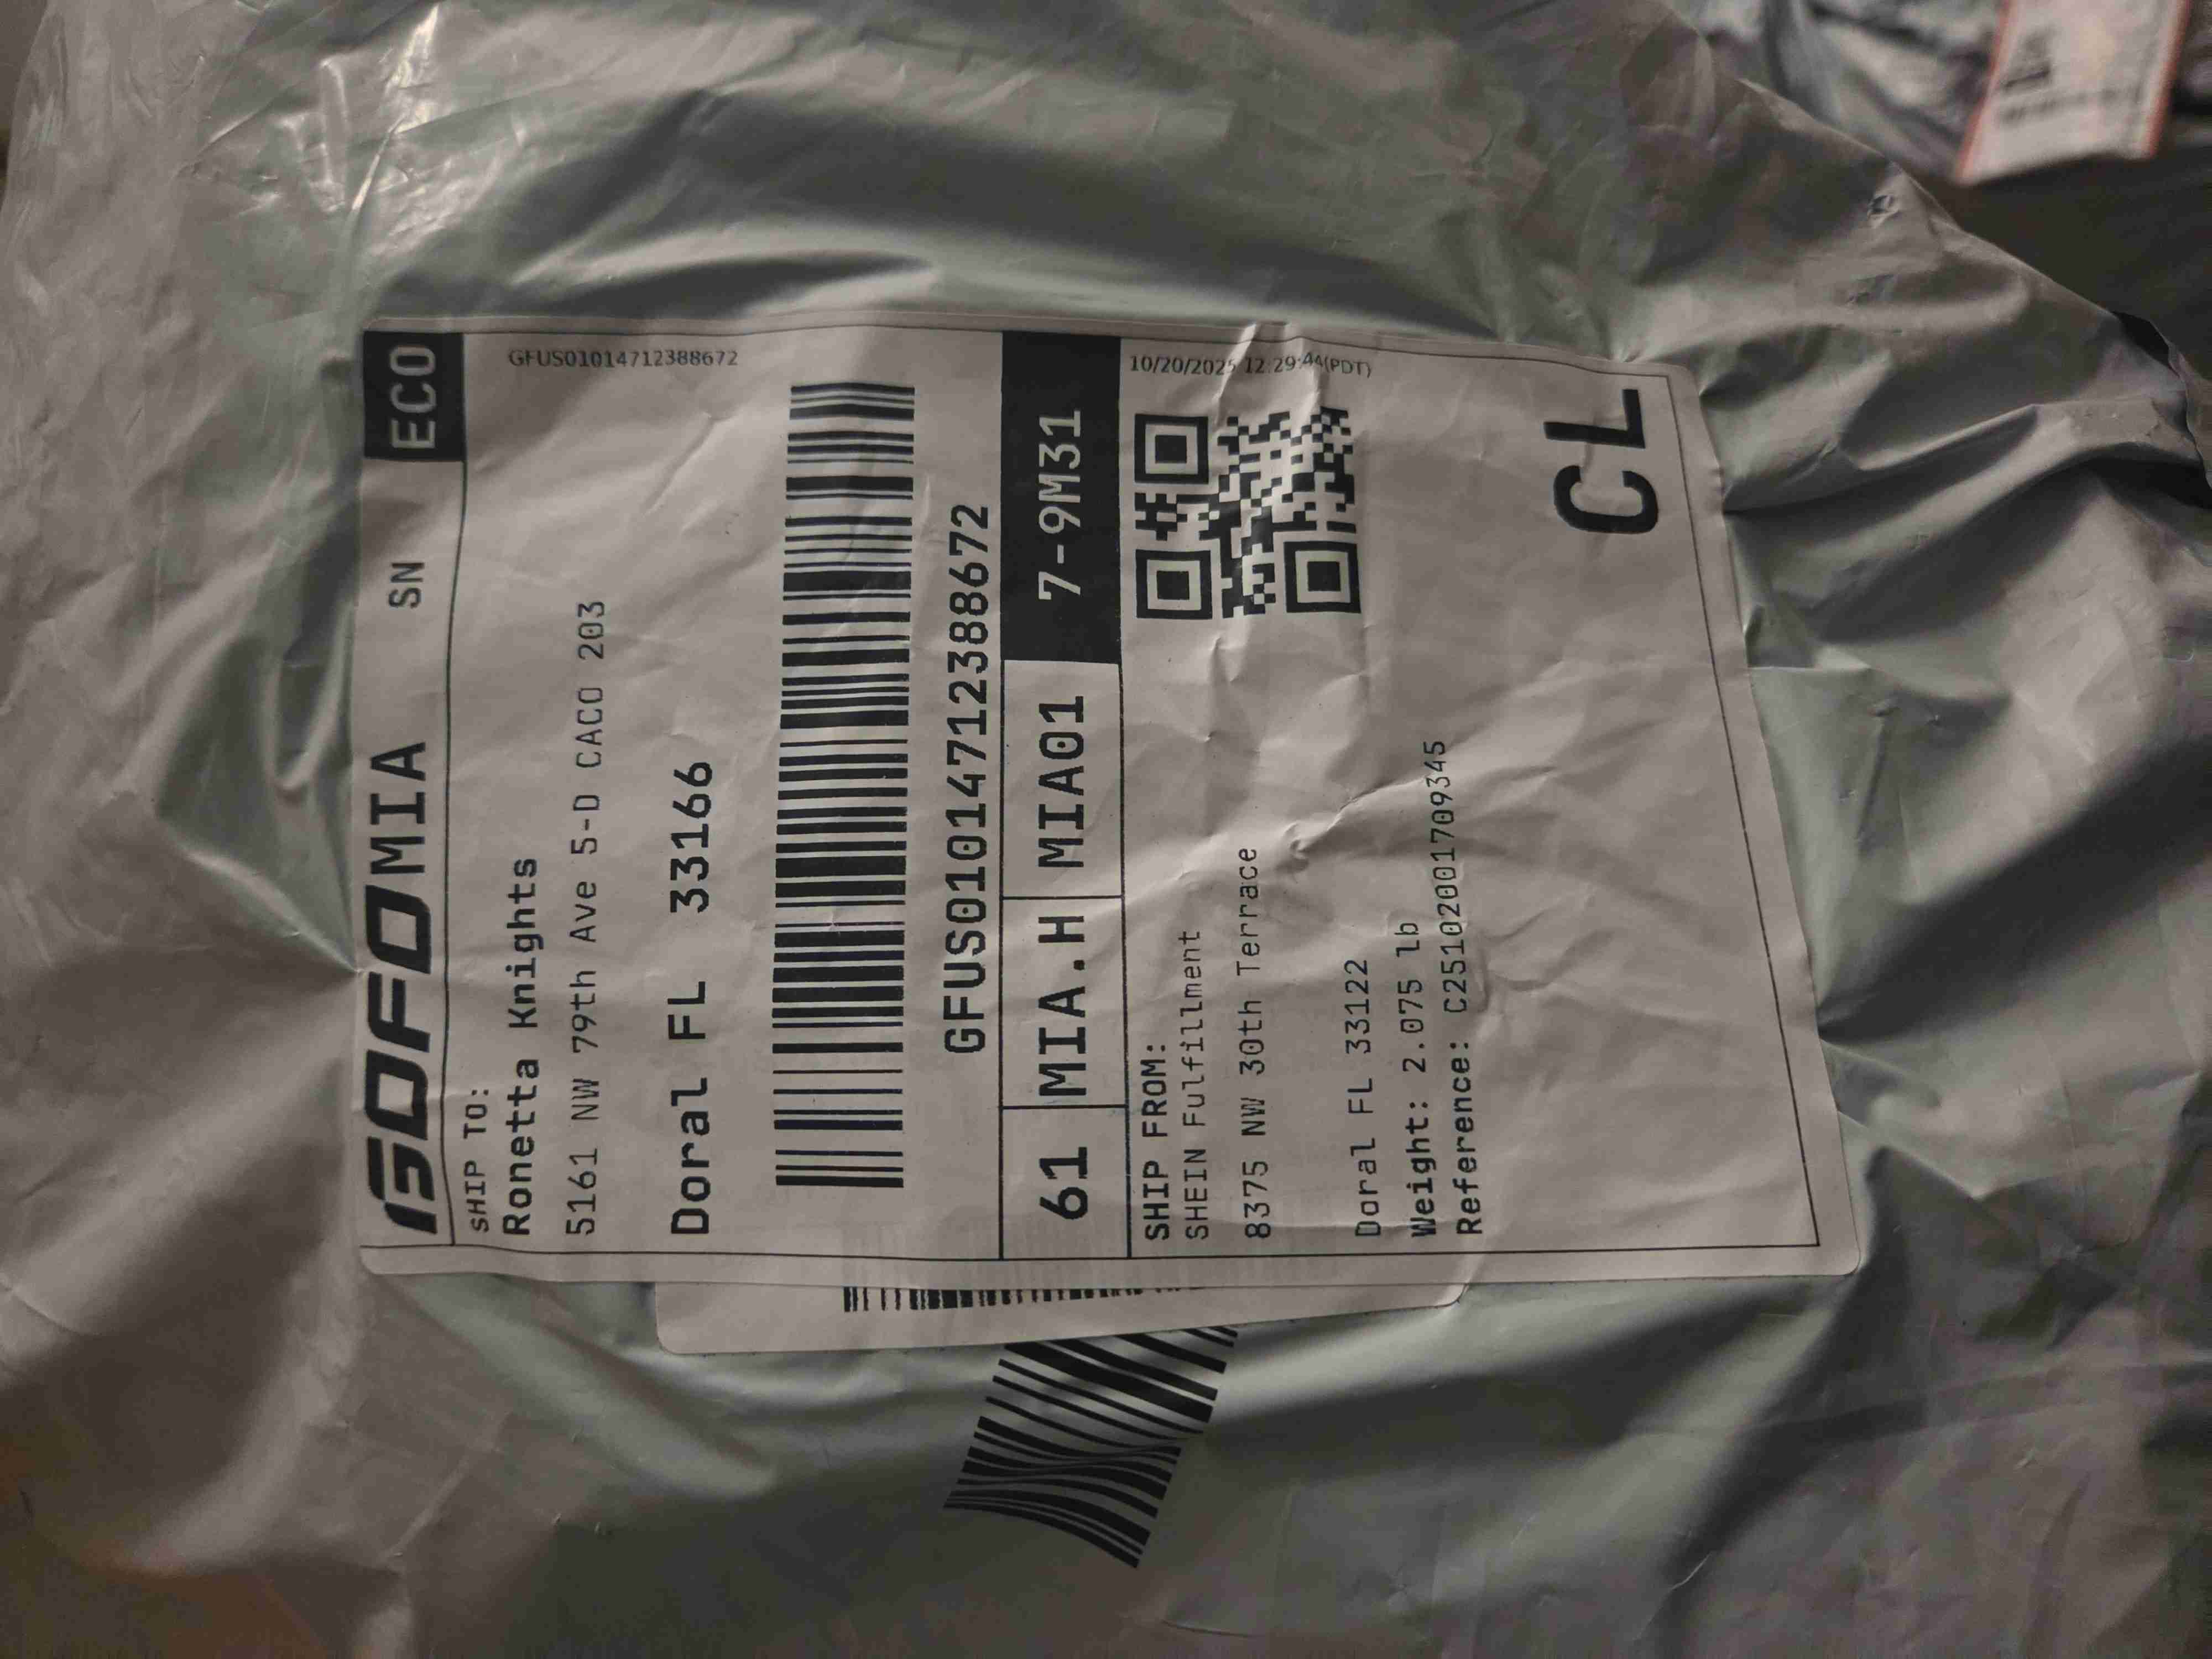 GOFO MIA SN ECO
SHIP TO:
GFUS01014712388672
Ronetta Knights
5161 NW 79th Ave 5-D CACO 203
Doral FL 33166
GFUS01014712388672
61 MIA.H MIA01 7-9M31
10/20/2025 12:29:44(PDT)
SHIP FROM:
SHEIN Fulfillment
8375 NW 30th Terrace
Doral FL 33122
Weight: 2.075 lb
Reference: C2510200170 9345
CL